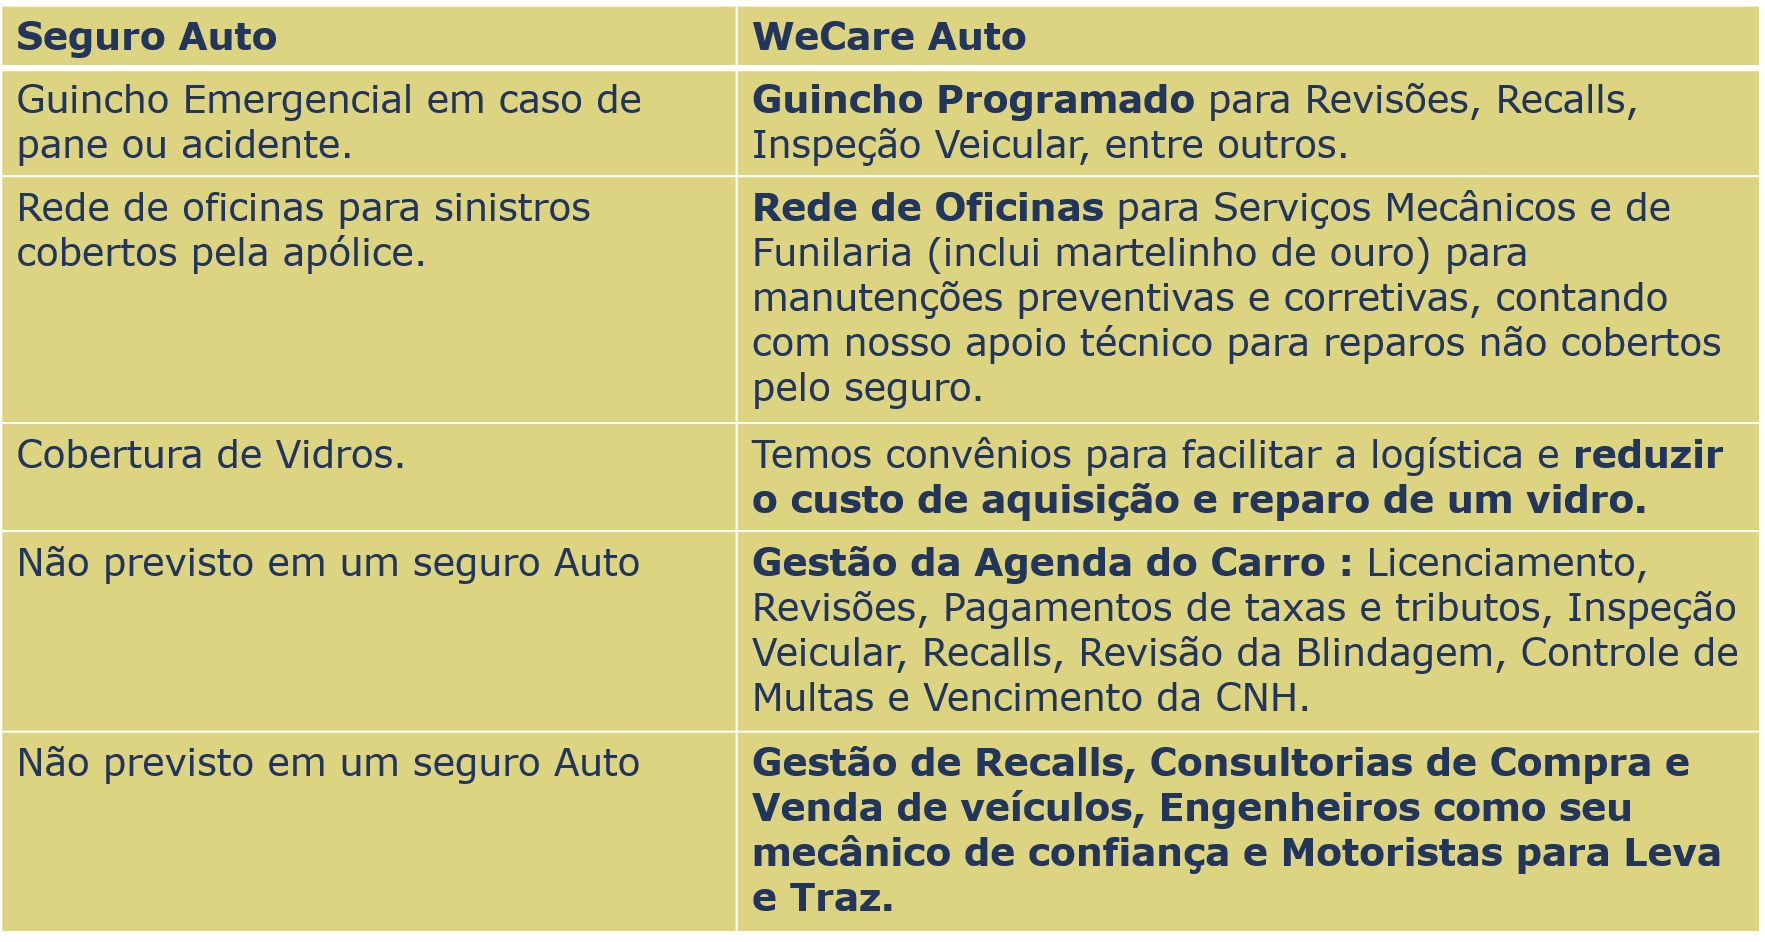 Seguro Auto
WeCare Auto
Guincho Emergencial em caso de
pane ou acidente.
Guincho Programado para Revisões, Recalls,
Inspeção Veicular, entre outros.
Rede de oficinas para sinistros
cobertos pela apólice.
Rede de Oficinas para Serviços Mecânicos e de
Funilaria (inclui martelinho de ouro) para
manutenções preventivas e corretivas, contando
com nosso apoio técnico para reparos não cobertos
pelo seguro.
Cobertura de Vidros.
Temos convênios para facilitar a logística e reduzir
o custo de aquisição e reparo de um vidro.
Não previsto em um seguro Auto
Gestão da Agenda do Carro : Licenciamento,
Revisões, Pagamentos de taxas e tributos, Inspeção
Veicular, Recalls, Revisão da Blindagem, Controle de
Multas e Vencimento da CNH.
Não previsto em um seguro Auto
Gestão de Recalls, Consultorias de Compra e
Venda de veículos, Engenheiros como seu
mecânico de confiança e Motoristas para Leva
e Traz.